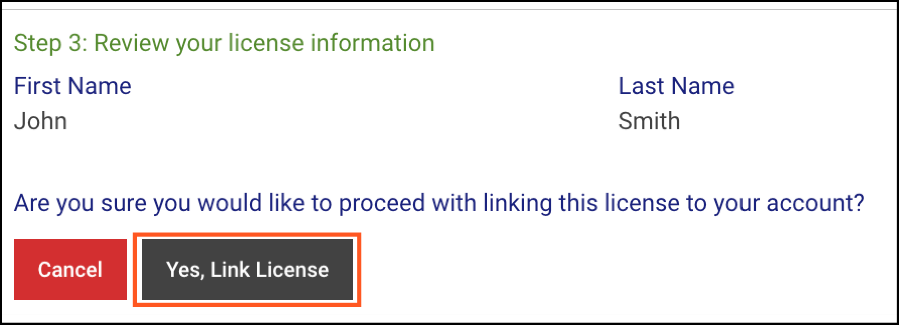 Step 3: Review your license information
First Name Last Name
John Smith
Are you sure you would like to proceed with linking this license to your account?
Cancel Yes, Link License